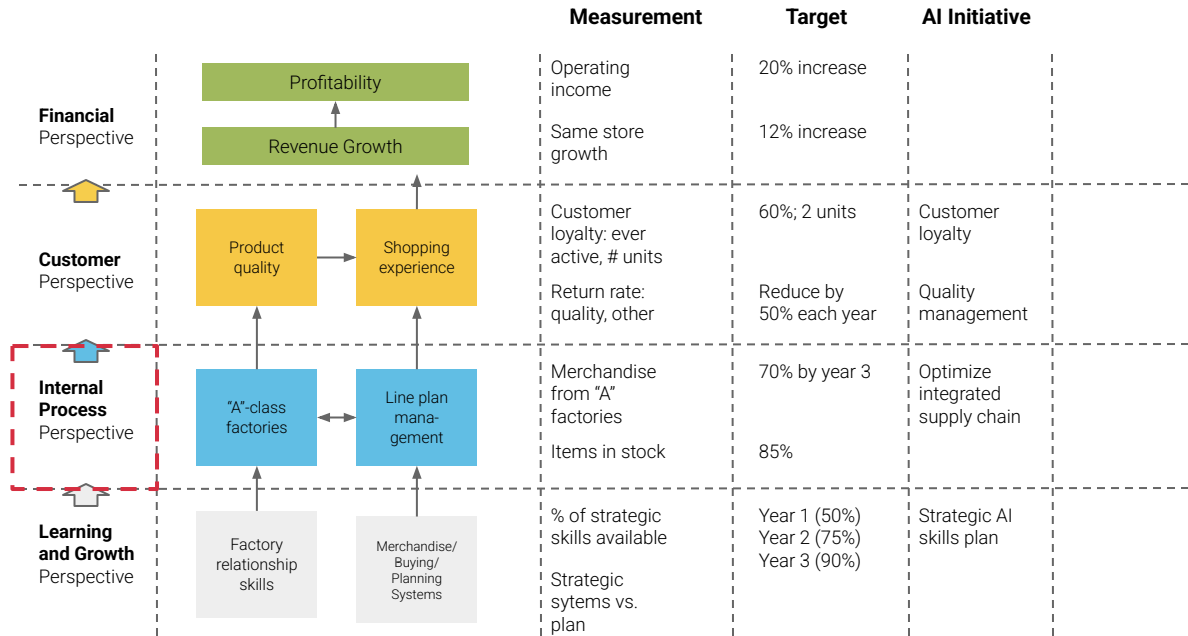 Measurement
Target
AI Initiative
Financial
Perspective
Profitability
Revenue Growth
Operating
income
20% increase
Same store
growth
12% increase
Customer
Perspective
Product
quality
Shopping
experience
Customer
loyalty: ever
active, # units
60%; 2 units
Customer
loyalty
Return rate:
quality, other
Reduce by
50% each year
Quality
management
Internal
Process
Perspective
“A”-class
factories
Line plan
mana-
gement
Merchandise
from “A”
factories
70% by year 3
Optimize
integrated
supply chain
Items in stock
85%
Learning
and Growth
Perspective
Factory
relationship
skills
Merchandise/
Buying/
Planning
Systems
% of strategic
skills available
Year 1 (50%)
Year 2 (75%)
Year 3 (90%)
Strategic AI
skills plan
Strategic
sytems vs.
plan